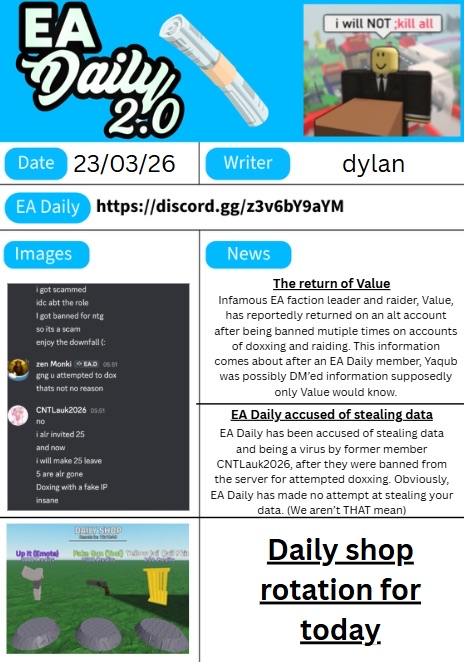 EA
Daily
2.0
i will NOT ;kill all
Date
23/03/26
Writer
dylan
EA Daily
https://discord.gg/z3v6bY9aYM
Images
News
i got scammed
idc abt the role
I got banned for ntg
so its a scam
enjoy the downfall (:
zen Monki EA.D 05:51
gng u attempted to dox
thats not no reason
CNTLauk2026 05:51
no
i alr invited 25
and now
i will make 25 leave
5 are alr gone
Doxing with a fake IP
insane
The return of Value
Infamous EA faction leader and raider, Value,
has reportedly returned on an alt account
after being banned mutiple times on accounts
of doxxing and raiding. This information
comes about after an EA Daily member, Yaqub
was possibly DM'ed information supposedly
only Value would know.
EA Daily accused of stealing data
EA Daily has been accused of stealing data
and being a virus by former member
CNTLauk2026, after they were banned from
the server for attempted doxxing. Obviously,
EA Daily has made no attempt at stealing your
data. (We aren't THAT mean)
DAILY SHOP
Up It (Emote)
Fake Gun (Tool)
Daily shop
rotation for
today